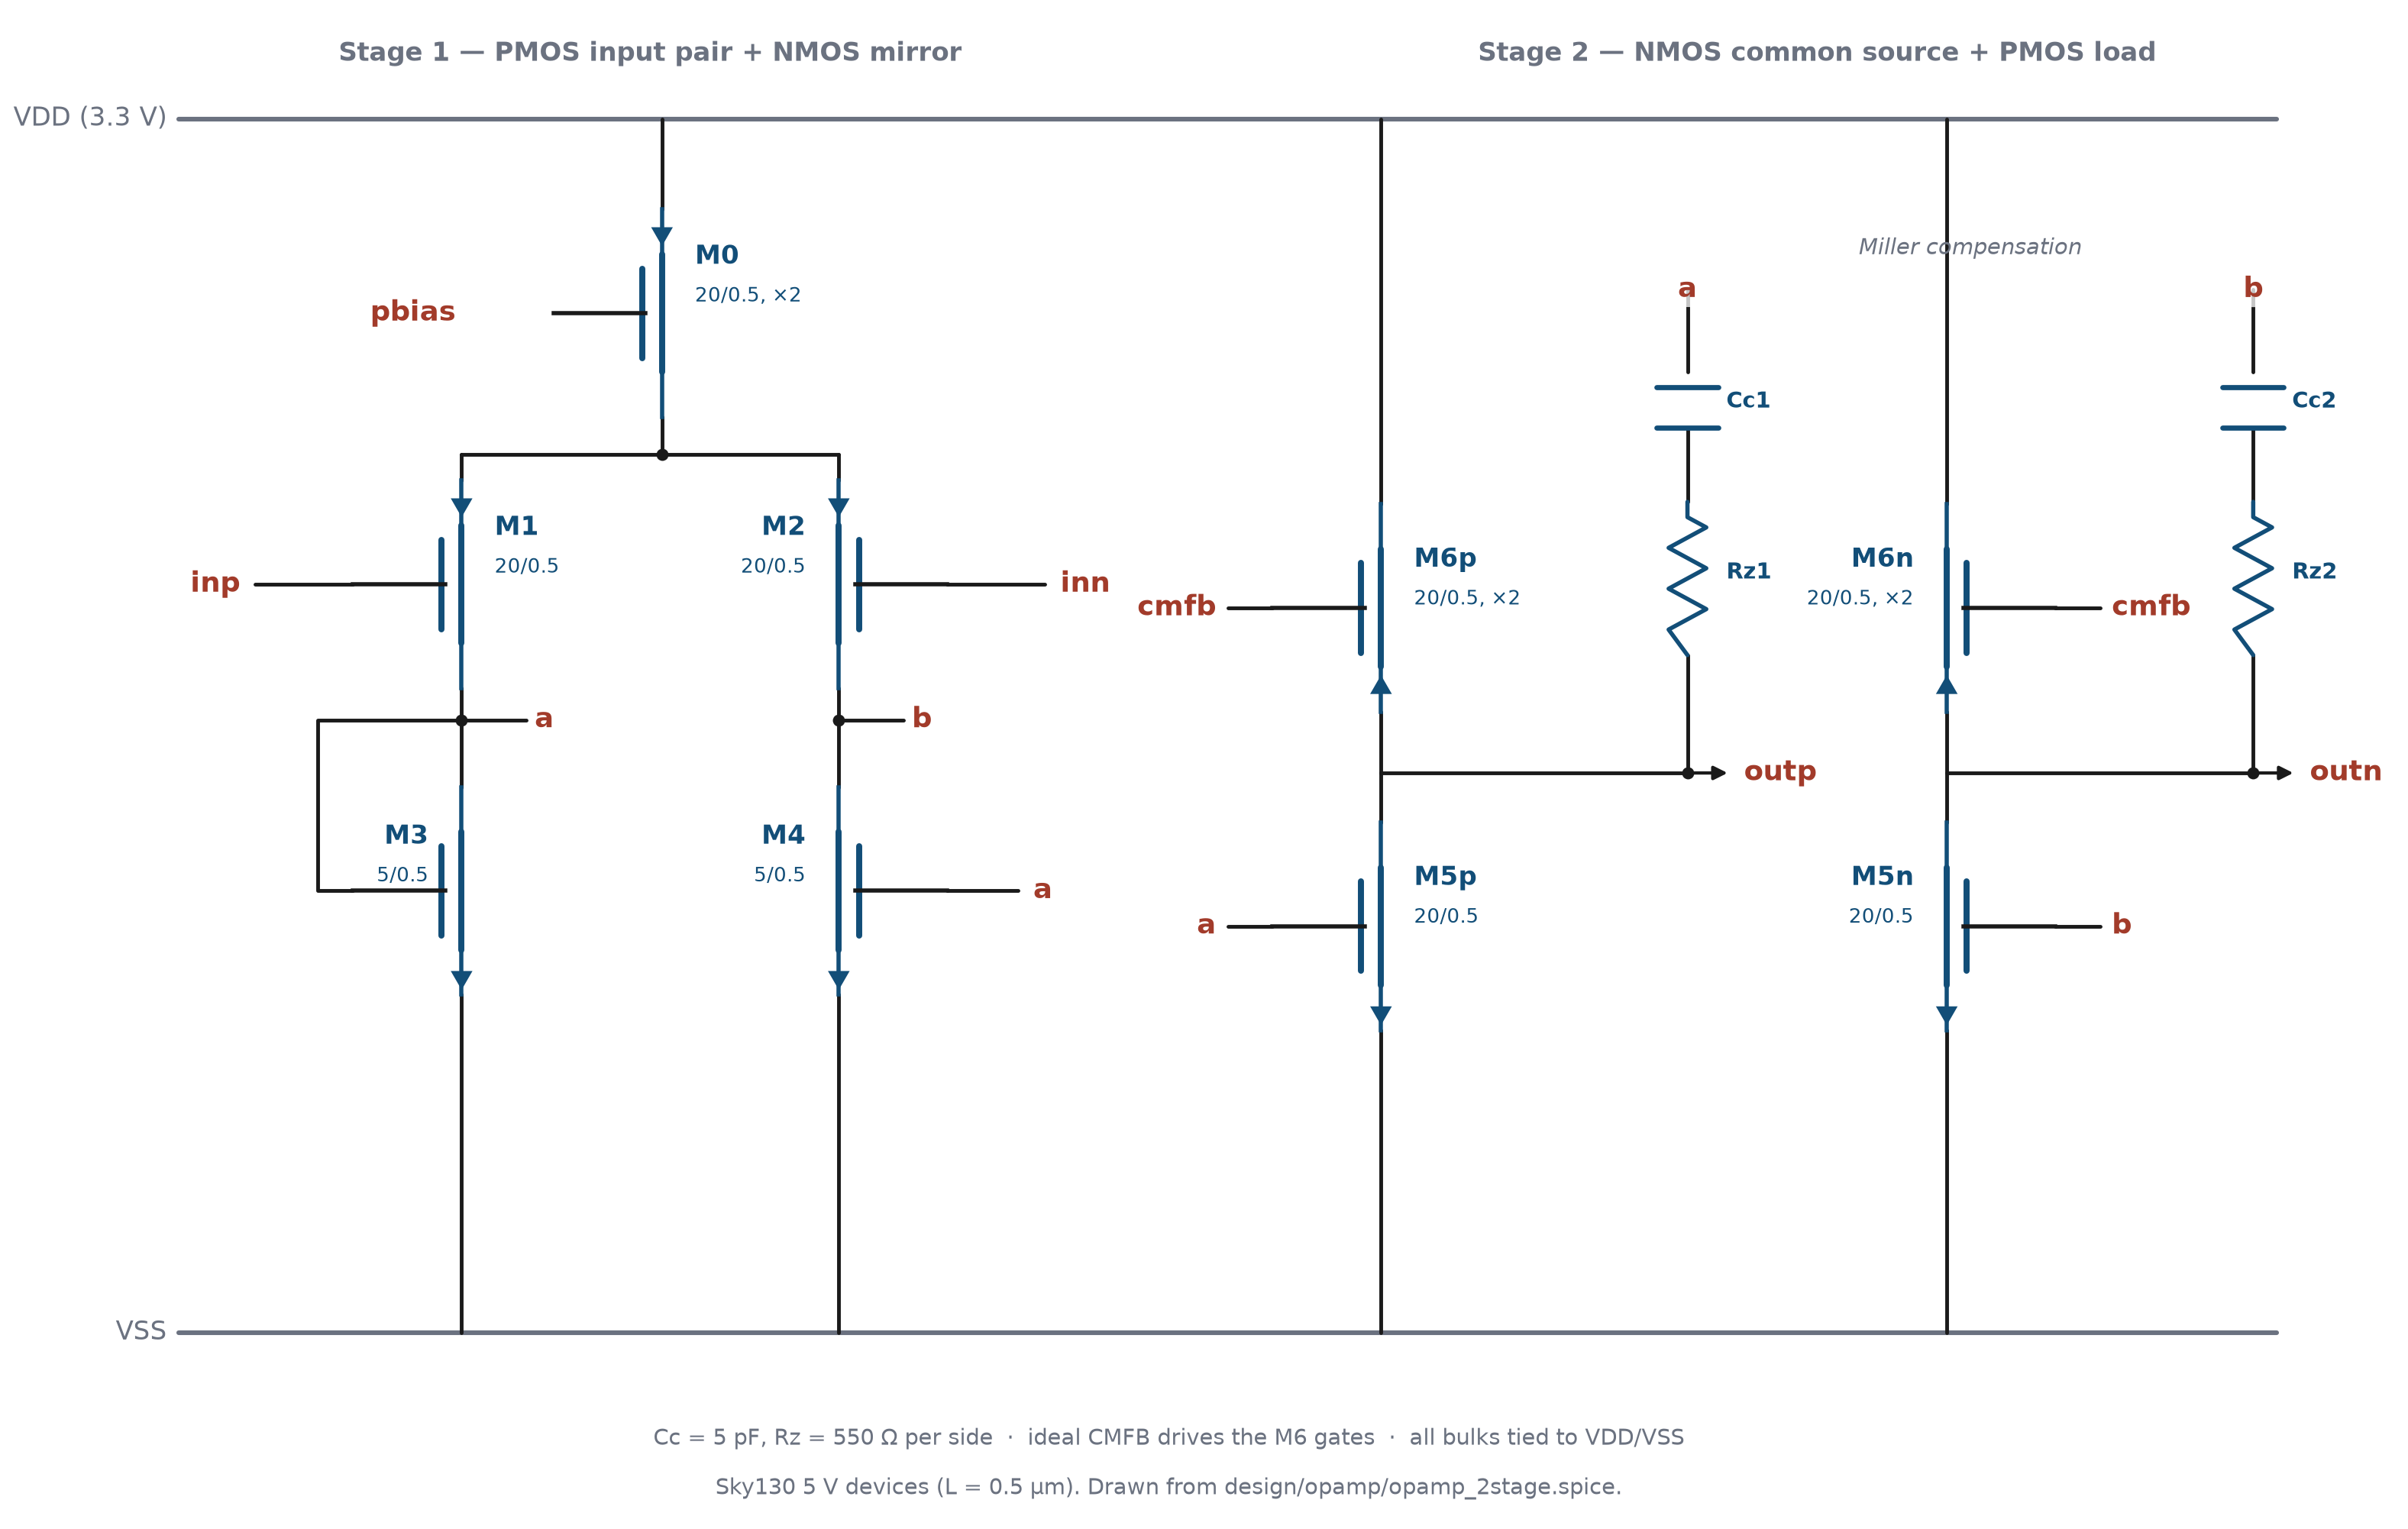 Stage 1 — PMOS input pair + NMOS mirror
Stage 2 — NMOS common source + PMOS load
VDD (3.3 V)
M0
20/0.5, ×2
pbias
Miller compensation
a
b
Cc1
Cc2
M1
20/0.5
inp
M2
20/0.5
inn
M6p
20/0.5, ×2
cmfb
Rz1
M6n
20/0.5, ×2
cmfb
Rz2
a
b
outp
outn
M3
5/0.5
M4
5/0.5
a
M5p
20/0.5
a
M5n
20/0.5
b
VSS
Cc = 5 pF, Rz = 550 Ω per side · ideal CMFB drives the M6 gates · all bulks tied to VDD/VSS
Sky130 5 V devices (L = 0.5 µm). Drawn from design/opamp/opamp_2stage.spice.